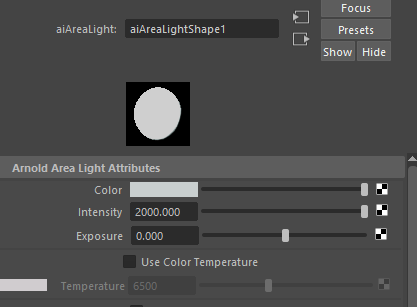 Focus
aiAreaLight: aiAreaLightShape1
Presets
Show Hide
Arnold Area Light Attributes
Color
Intensity 2000.000
Exposure 0.000
Use Color Temperature
Temperature 6500